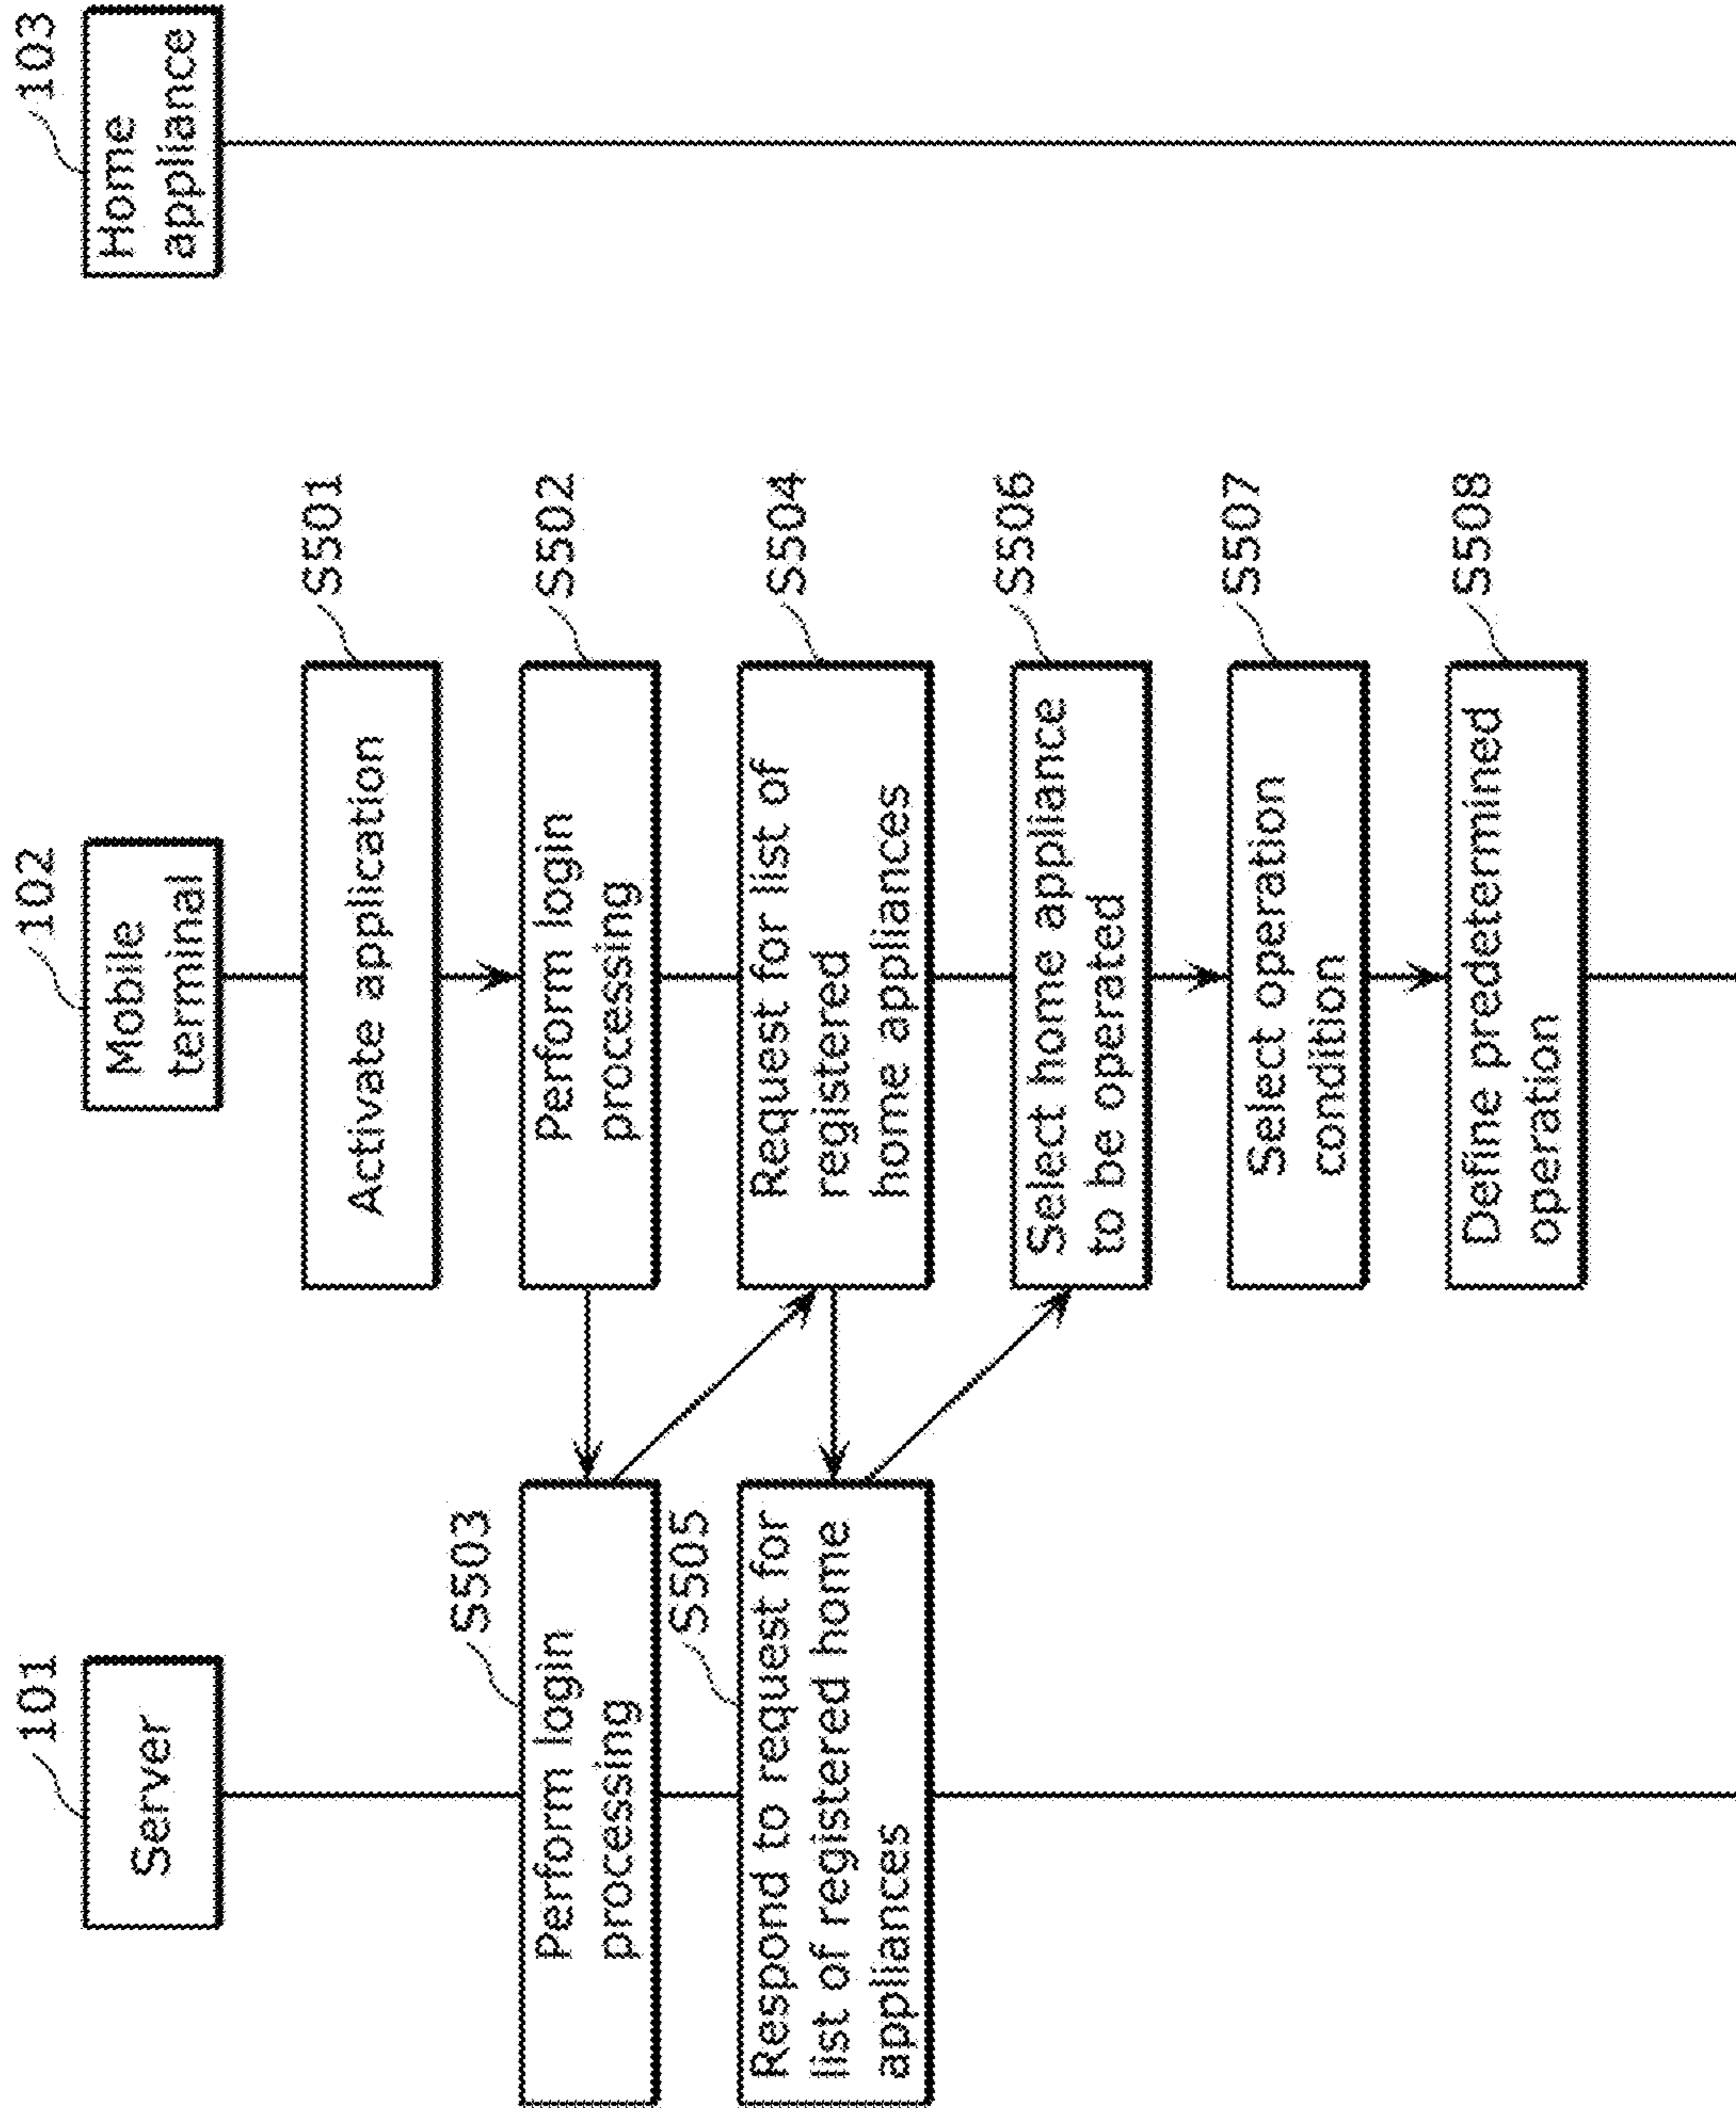 101
Server
102
Mobile
terminal
103
Home
appliance
S501
Activate application
S502
Perform login
processing
S503
Perform login
processing
S504
Request for list of
registered
home appliances
S505
Respond to request for
list of registered home
appliances
S506
Select home appliance
to be operated
S507
Select operation
condition
S508
Define predetermined
operation